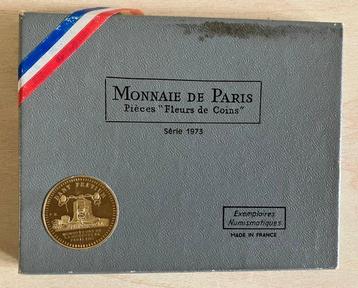 MONNAIE DE PARIS
Pièces "Fleurs de Coins"
Série 1973
Exemplaires
Numismatiques
MADE IN FRANCE